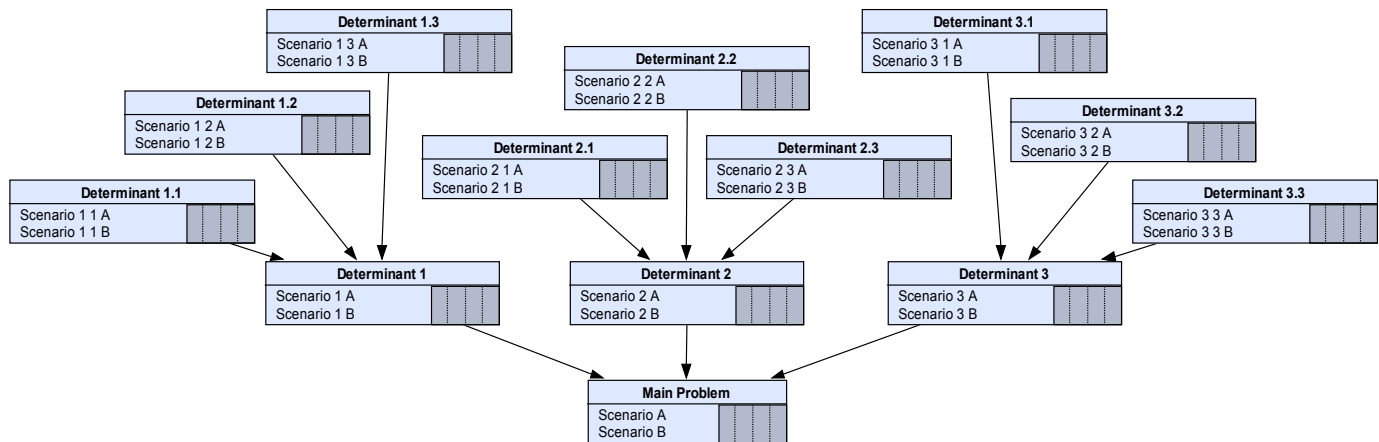 Determinant 1.3
Scenario 1 3 A
Scenario 1 3 B
Determinant 3.1
Scenario 3 1 A
Scenario 3 1 B
Determinant 2.2
Scenario 2 2 A
Scenario 2 2 B
Determinant 1.2
Scenario 1 2 A
Scenario 1 2 B
Determinant 3.2
Scenario 3 2 A
Scenario 3 2 B
Determinant 2.1
Scenario 2 1 A
Scenario 2 1 B
Determinant 2.3
Scenario 2 3 A
Scenario 2 3 B
Determinant 1.1
Scenario 1 1 A
Scenario 1 1 B
Determinant 3.3
Scenario 3 3 A
Scenario 3 3 B
Determinant 1
Scenario 1 A
Scenario 1 B
Determinant 2
Scenario 2 A
Scenario 2 B
Determinant 3
Scenario 3 A
Scenario 3 B
Main Problem
Scenario A
Scenario B